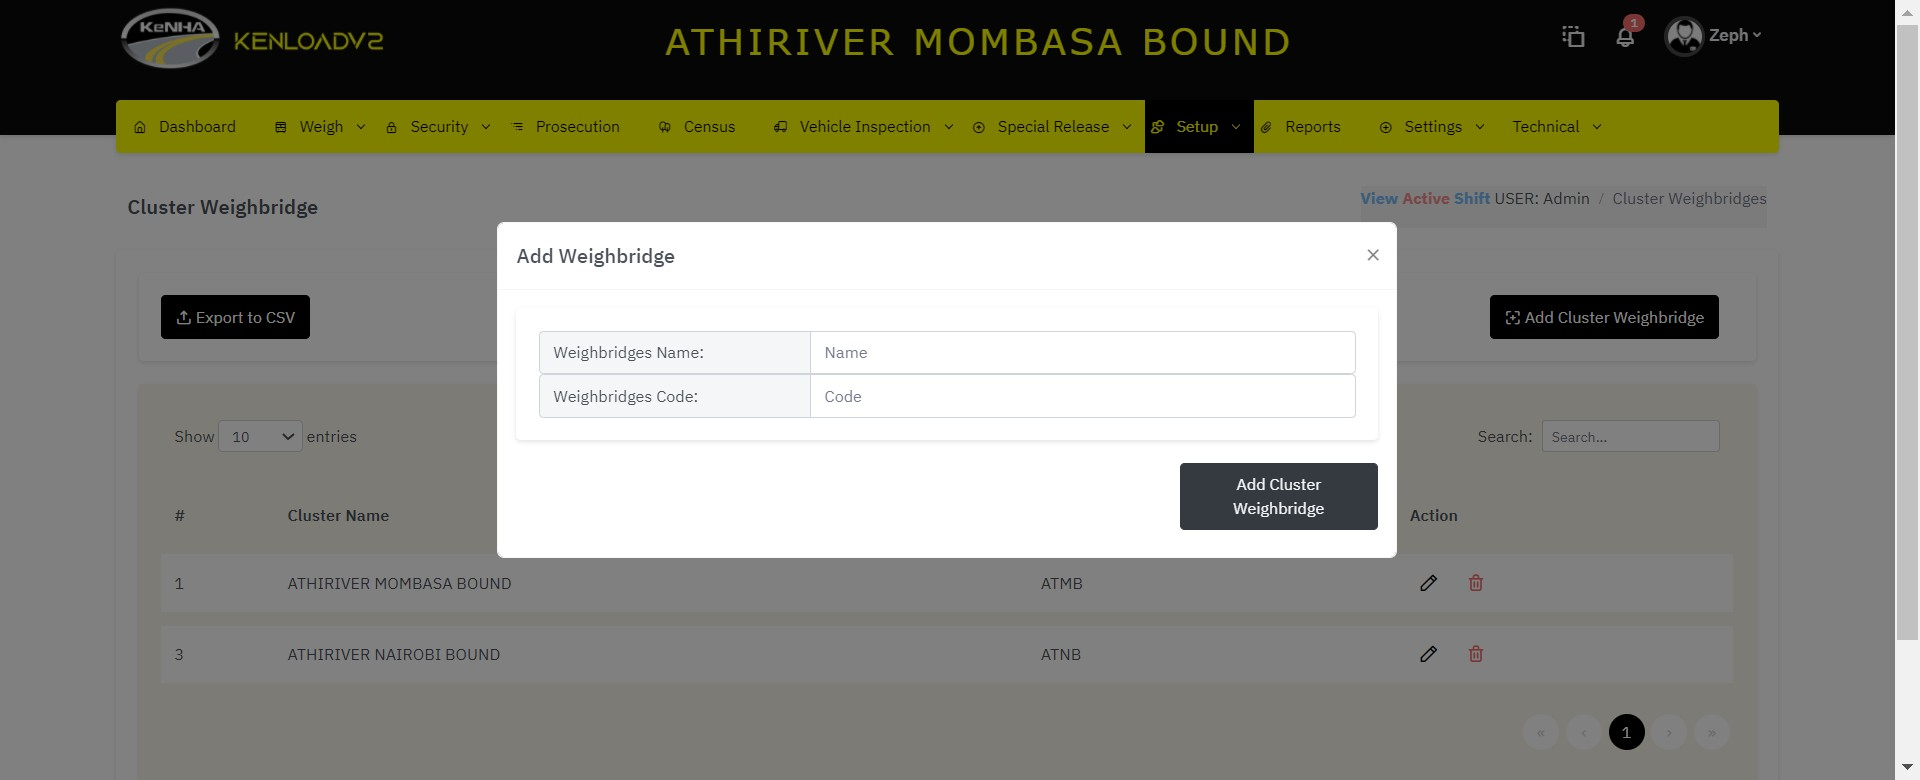 KeNHA KENLOADV2 ATHIRIVER MOMBASA BOUND 1 Zeph
Dashboard Weigh Security Prosecution Census Vehicle Inspection Special Release Setup Reports Settings Technical
Cluster Weighbridge View Active Shift USER: Admin / Cluster Weighbridges
Add Weighbridge ×
Export to CSV Add Cluster Weighbridge
Weighbridges Name: Name
Weighbridges Code: Code
Show 10 entries Search: Search...
Add Cluster
Weighbridge
# Cluster Name Action
1 ATHIRIVER MOMBASA BOUND ATMB
3 ATHIRIVER NAIROBI BOUND ATNB
« ‹ 1 › »